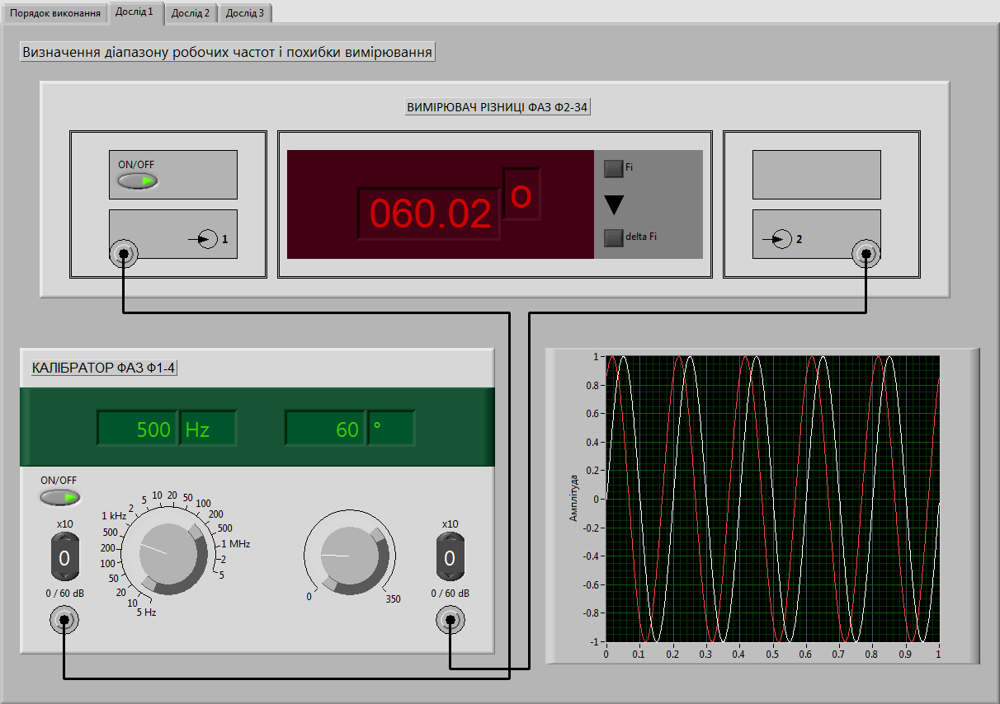 Порядок виконання
Дослід 1
Дослід 2
Дослід 3
Визначення діапазону робочих частот і похибки вимірювання
ВИМІРЮВАЧ РІЗНИЦІ ФАЗ Ф2-34
ON/OFF
1
060.02
o
Fi
delta Fi
2
КАЛІБРАТОР ФАЗ Ф1-4
500 Hz
60 °
ON/OFF
x10
0
0 / 60 dB
5 Hz
10
20
50
100
200
500
1 kHz
2
5
10
20
50
100
200
500
1 MHz
2
5
0
350
x10
0
0 / 60 dB
Амплітуда
1
0.8
0.6
0.4
0.2
0
-0.2
-0.4
-0.6
-0.8
-1
0 0.1 0.2 0.3 0.4 0.5 0.6 0.7 0.8 0.9 1